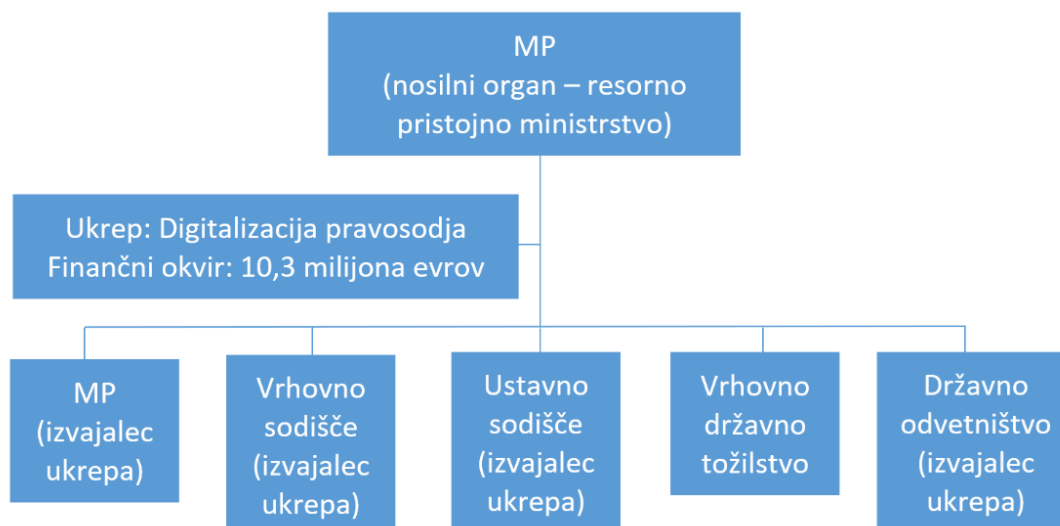 MP
(nosilni organ – resorno
pristojno ministrstvo)
Ukrep: Digitalizacija pravosodja
Finančni okvir: 10,3 milijona evrov
MP
(izvajalec
ukrepa)
Vrhovno
sodišče
(izvajalec
ukrepa)
Ustavno
sodišče
(izvajalec
ukrepa)
Vrhovno
državno
tožilstvo
Državno
odvetništvo
(izvajalec
ukrepa)